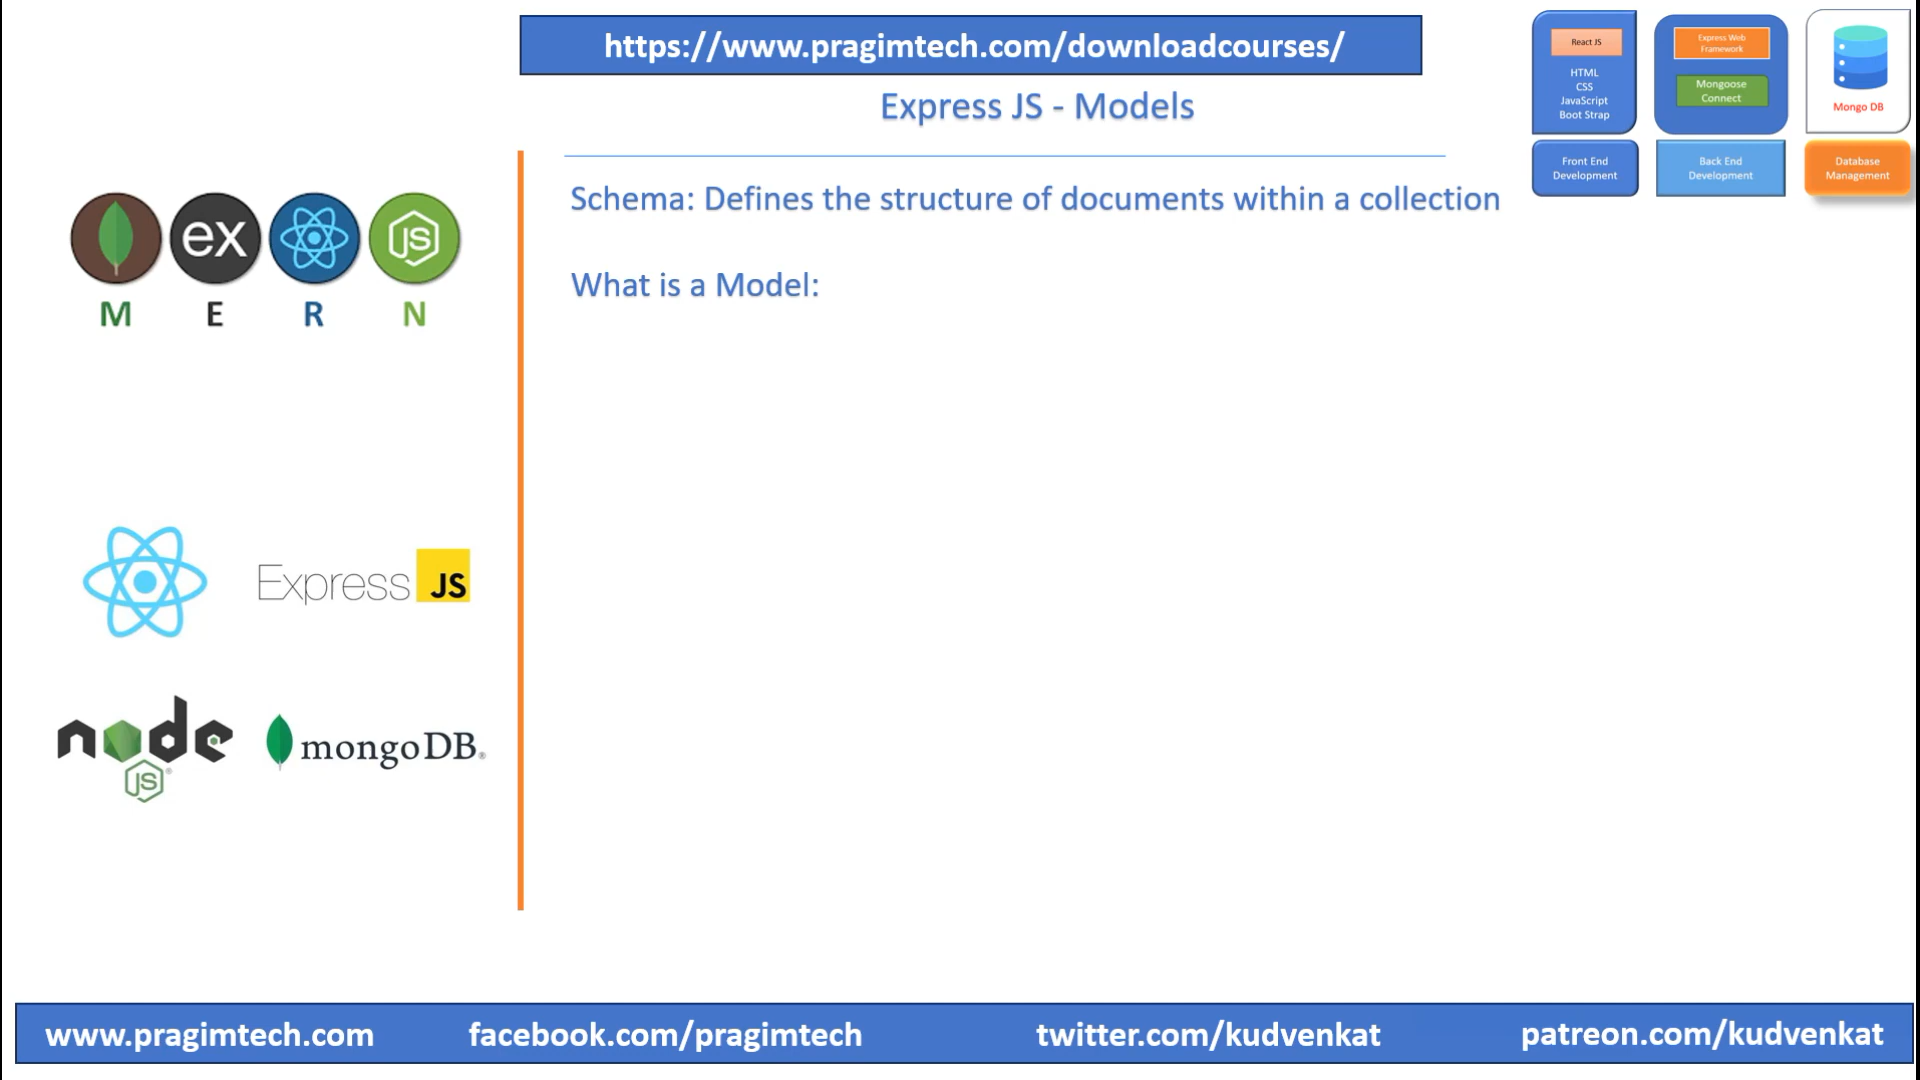 https://www.pragimtech.com/downloadcourses/
Express JS - Models
React JS
HTML
CSS
JavaScript
Boot Strap
Express Web
Framework
Mongoose
Connect
Mongo DB
Front End
Development
Back End
Development
Database
Management
Schema: Defines the structure of documents within a collection
What is a Model:
ex
JS
M E R N
Express JS
node
JS
mongoDB®
www.pragimtech.com
facebook.com/pragimtech
twitter.com/kudvenkat
patreon.com/kudvenkat